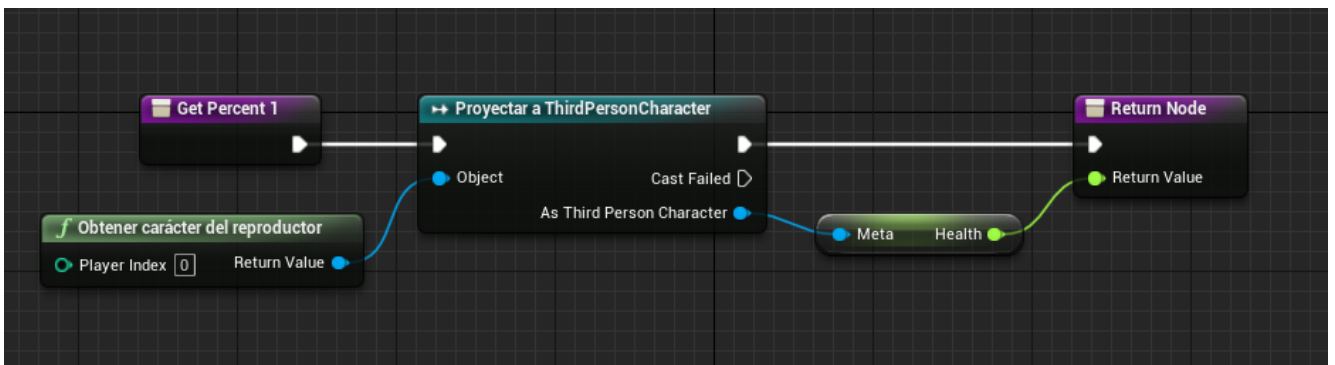 Get Percent 1
Proyectar a ThirdPersonCharacter
Return Node
Object
Cast Failed
Return Value
As Third Person Character
f Obtener carácter del reproductor
Meta
Health
Player Index 0
Return Value